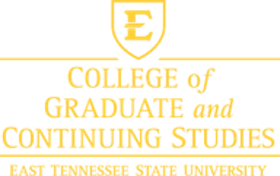 E
COLLEGE of
GRADUATE and
CONTINUING STUDIES
EAST TENNESSEE STATE UNIVERSITY